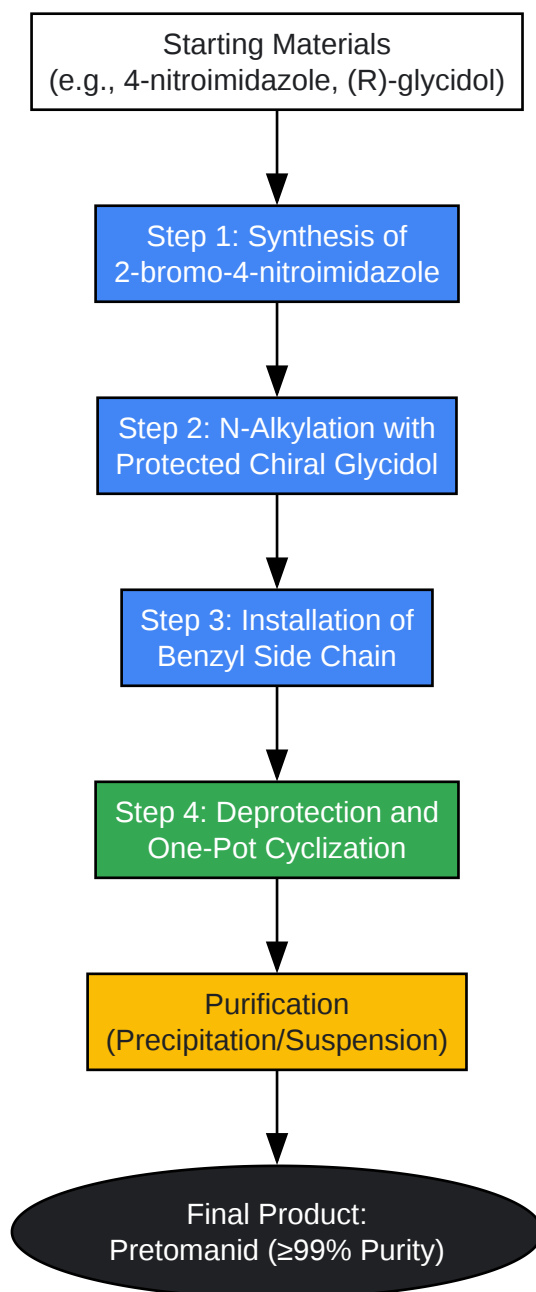 Starting Materials
(e.g., 4-nitroimidazole, (R)-glycidol)
Step 1: Synthesis of
2-bromo-4-nitroimidazole
Step 2: N-Alkylation with
Protected Chiral Glycidol
Step 3: Installation of
Benzyl Side Chain
Step 4: Deprotection and
One-Pot Cyclization
Purification
(Precipitation/Suspension)
Final Product:
Pretomanid (≥99% Purity)